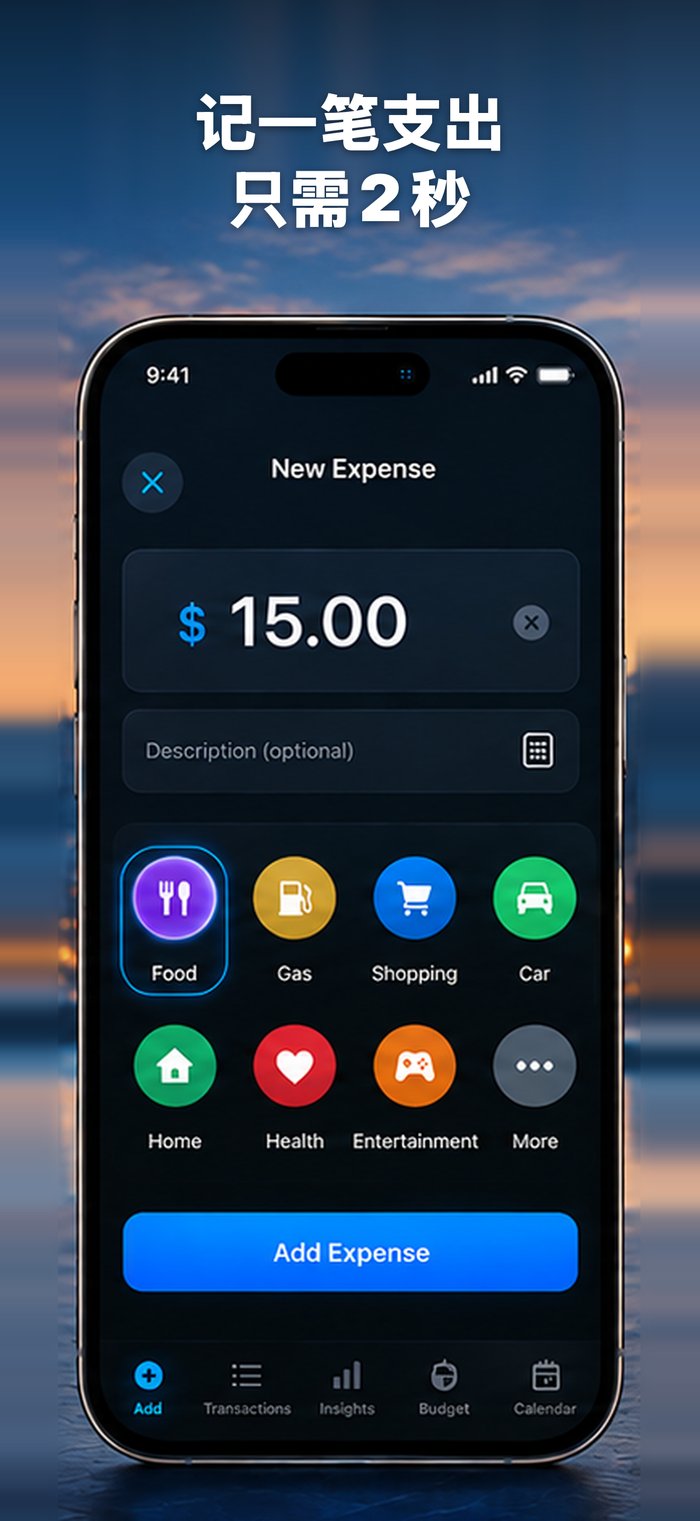 记一笔支出
只需2秒
9:41
New Expense
$ 15.00
Description (optional)
Food Gas Shopping Car
Home Health Entertainment More
Add Expense
Add Transactions Insights Budget Calendar